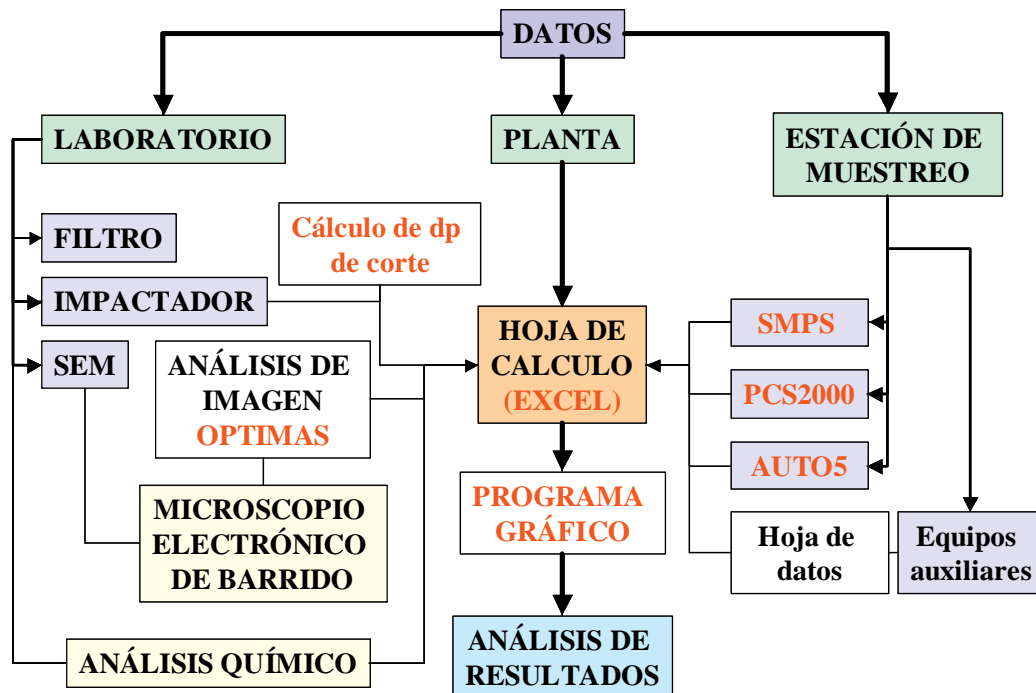 DATOS
LABORATORIO
PLANTA
ESTACIÓN DE
MUESTREO
FILTRO
IMPACTADOR
SEM
Cálculo de dp
de corte
ANÁLISIS DE
IMAGEN
OPTIMAS
MICROSCOPIO
ELECTRÓNICO
DE BARRIDO
ANÁLISIS QUÍMICO
HOJA DE
CALCULO
(EXCEL)
PROGRAMA
GRÁFICO
ANÁLISIS DE
RESULTADOS
SMPS
PCS2000
AUTO5
Hoja de
datos
Equipos
auxiliares